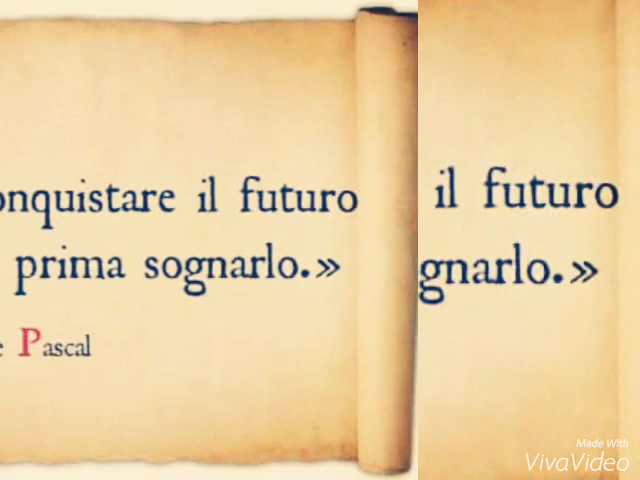 onquistare il futuro
prima sognarlo.»
e Pascal
il futuro
gnarlo.»
Made With
VivaVideo